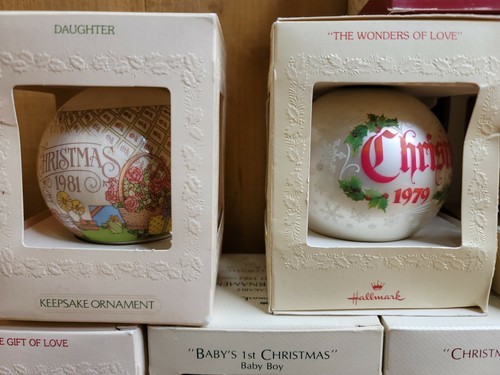 DAUGHTER
CHRISTMAS
1981
KEEPSAKE ORNAMENT
"THE WONDERS OF LOVE"
Chris
1979
Hallmark
E GIFT OF LOVE
"BABY'S 1ST CHRISTMAS"
Baby Boy
"CHRISTM